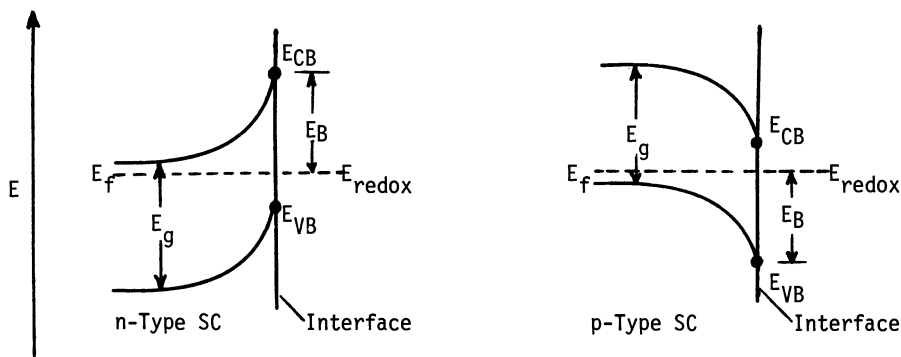 E
E_CB
E_B
E_f
E_redox
E_g
E_VB
n-Type SC
Interface
E_CB
E_g
E_f
E_redox
E_B
E_VB
p-Type SC
Interface